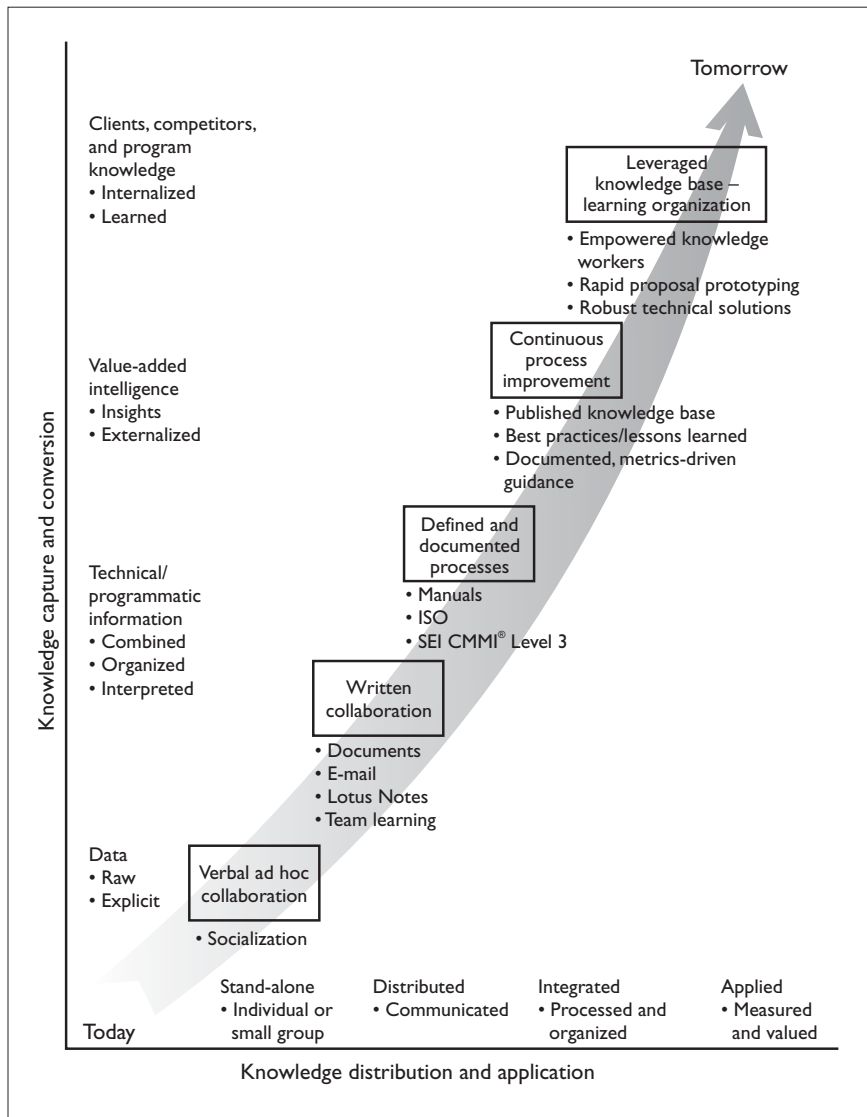 Tomorrow
Clients, competitors,
and program
knowledge
• Internalized
• Learned
Leveraged
knowledge base –
learning organization
• Empowered knowledge
workers
• Rapid proposal prototyping
• Robust technical solutions
Value-added
intelligence
• Insights
• Externalized
Continuous
process
improvement
• Published knowledge base
• Best practices/lessons learned
• Documented, metrics-driven
guidance
Technical/
programmatic
information
• Combined
• Organized
• Interpreted
Defined and
documented
processes
• Manuals
• ISO
• SEI CMMI® Level 3
Written
collaboration
• Documents
• E-mail
• Lotus Notes
• Team learning
Data
• Raw
• Explicit
Verbal ad hoc
collaboration
• Socialization
Knowledge capture and conversion
Today
Stand-alone
• Individual or
small group
Distributed
• Communicated
Integrated
• Processed and
organized
Applied
• Measured
and valued
Knowledge distribution and application